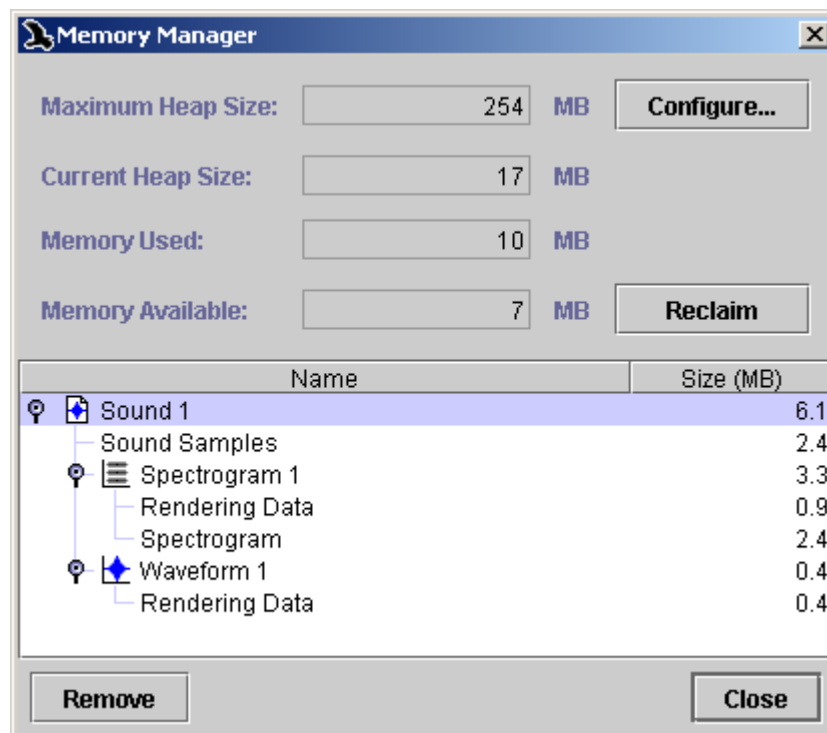 Memory Manager
Maximum Heap Size: 254 MB Configure...
Current Heap Size: 17 MB
Memory Used: 10 MB
Memory Available: 7 MB Reclaim
Name Size (MB)
Sound 1 6.1
Sound Samples 2.4
Spectrogram 1 3.3
Rendering Data 0.9
Spectrogram 2.4
Waveform 1 0.4
Rendering Data 0.4
Remove Close